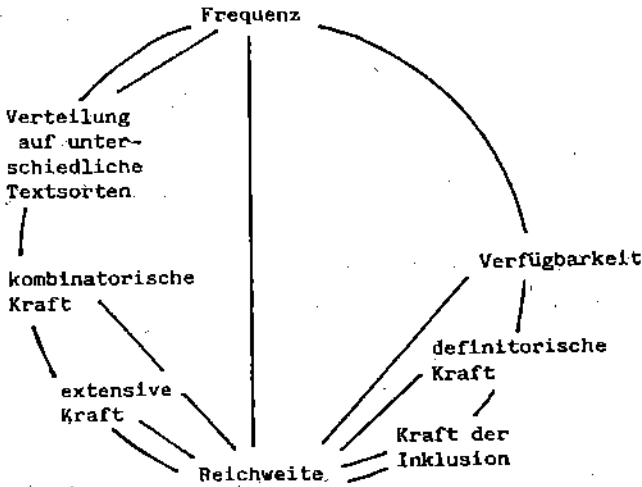 Frequenz
Verteilung
auf unter-
schiedliche
Textsorten
Verfügbarkeit
kombinatorische
Kraft
definitorische
Kraft
extensive
Kraft
Kraft der
Inklusion
Reichweite